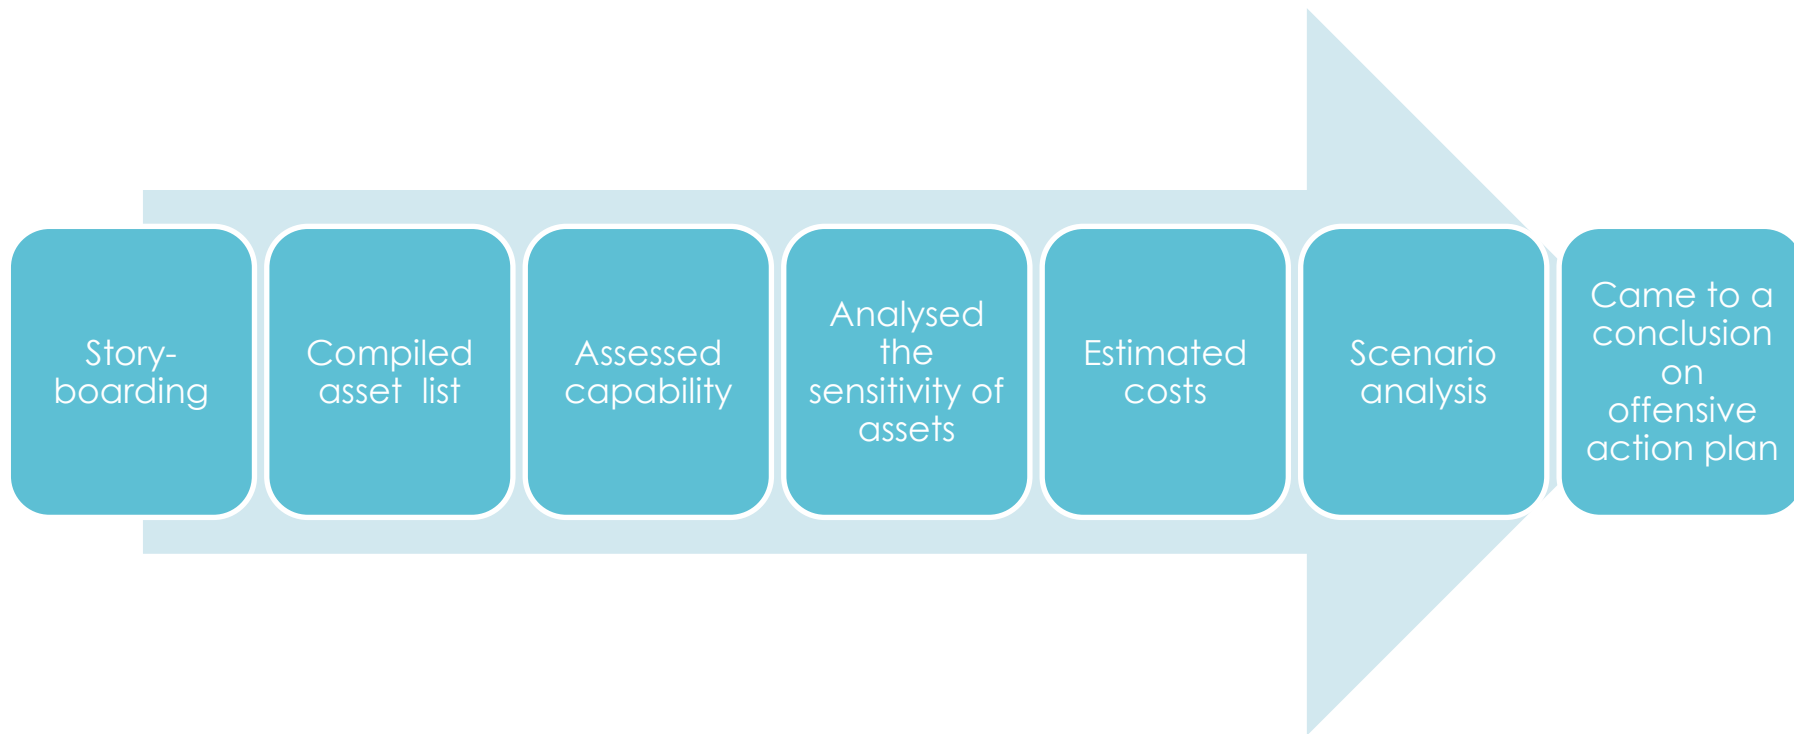 Story-
boarding
Compiled
asset  list
Assessed
capability
Analysed
the
sensitivity of
assets
Estimated
costs
Scenario
analysis
Came to a
conclusion
on
offensive
action plan